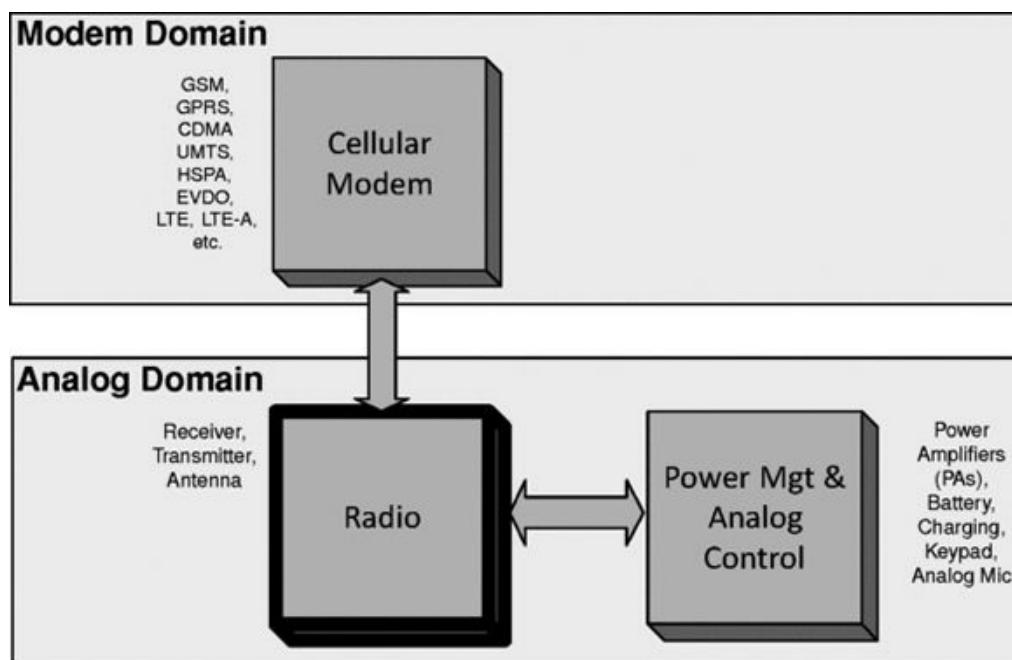 Modem Domain
GSM,
GPRS,
CDMA
UMTS,
HSPA,
EVDO,
LTE, LTE-A,
etc.
Cellular
Modem
Analog Domain
Receiver,
Transmitter,
Antenna
Radio
Power Mgt &
Analog
Control
Power
Amplifiers
(PAs),
Battery,
Charging,
Keypad,
Analog Mic